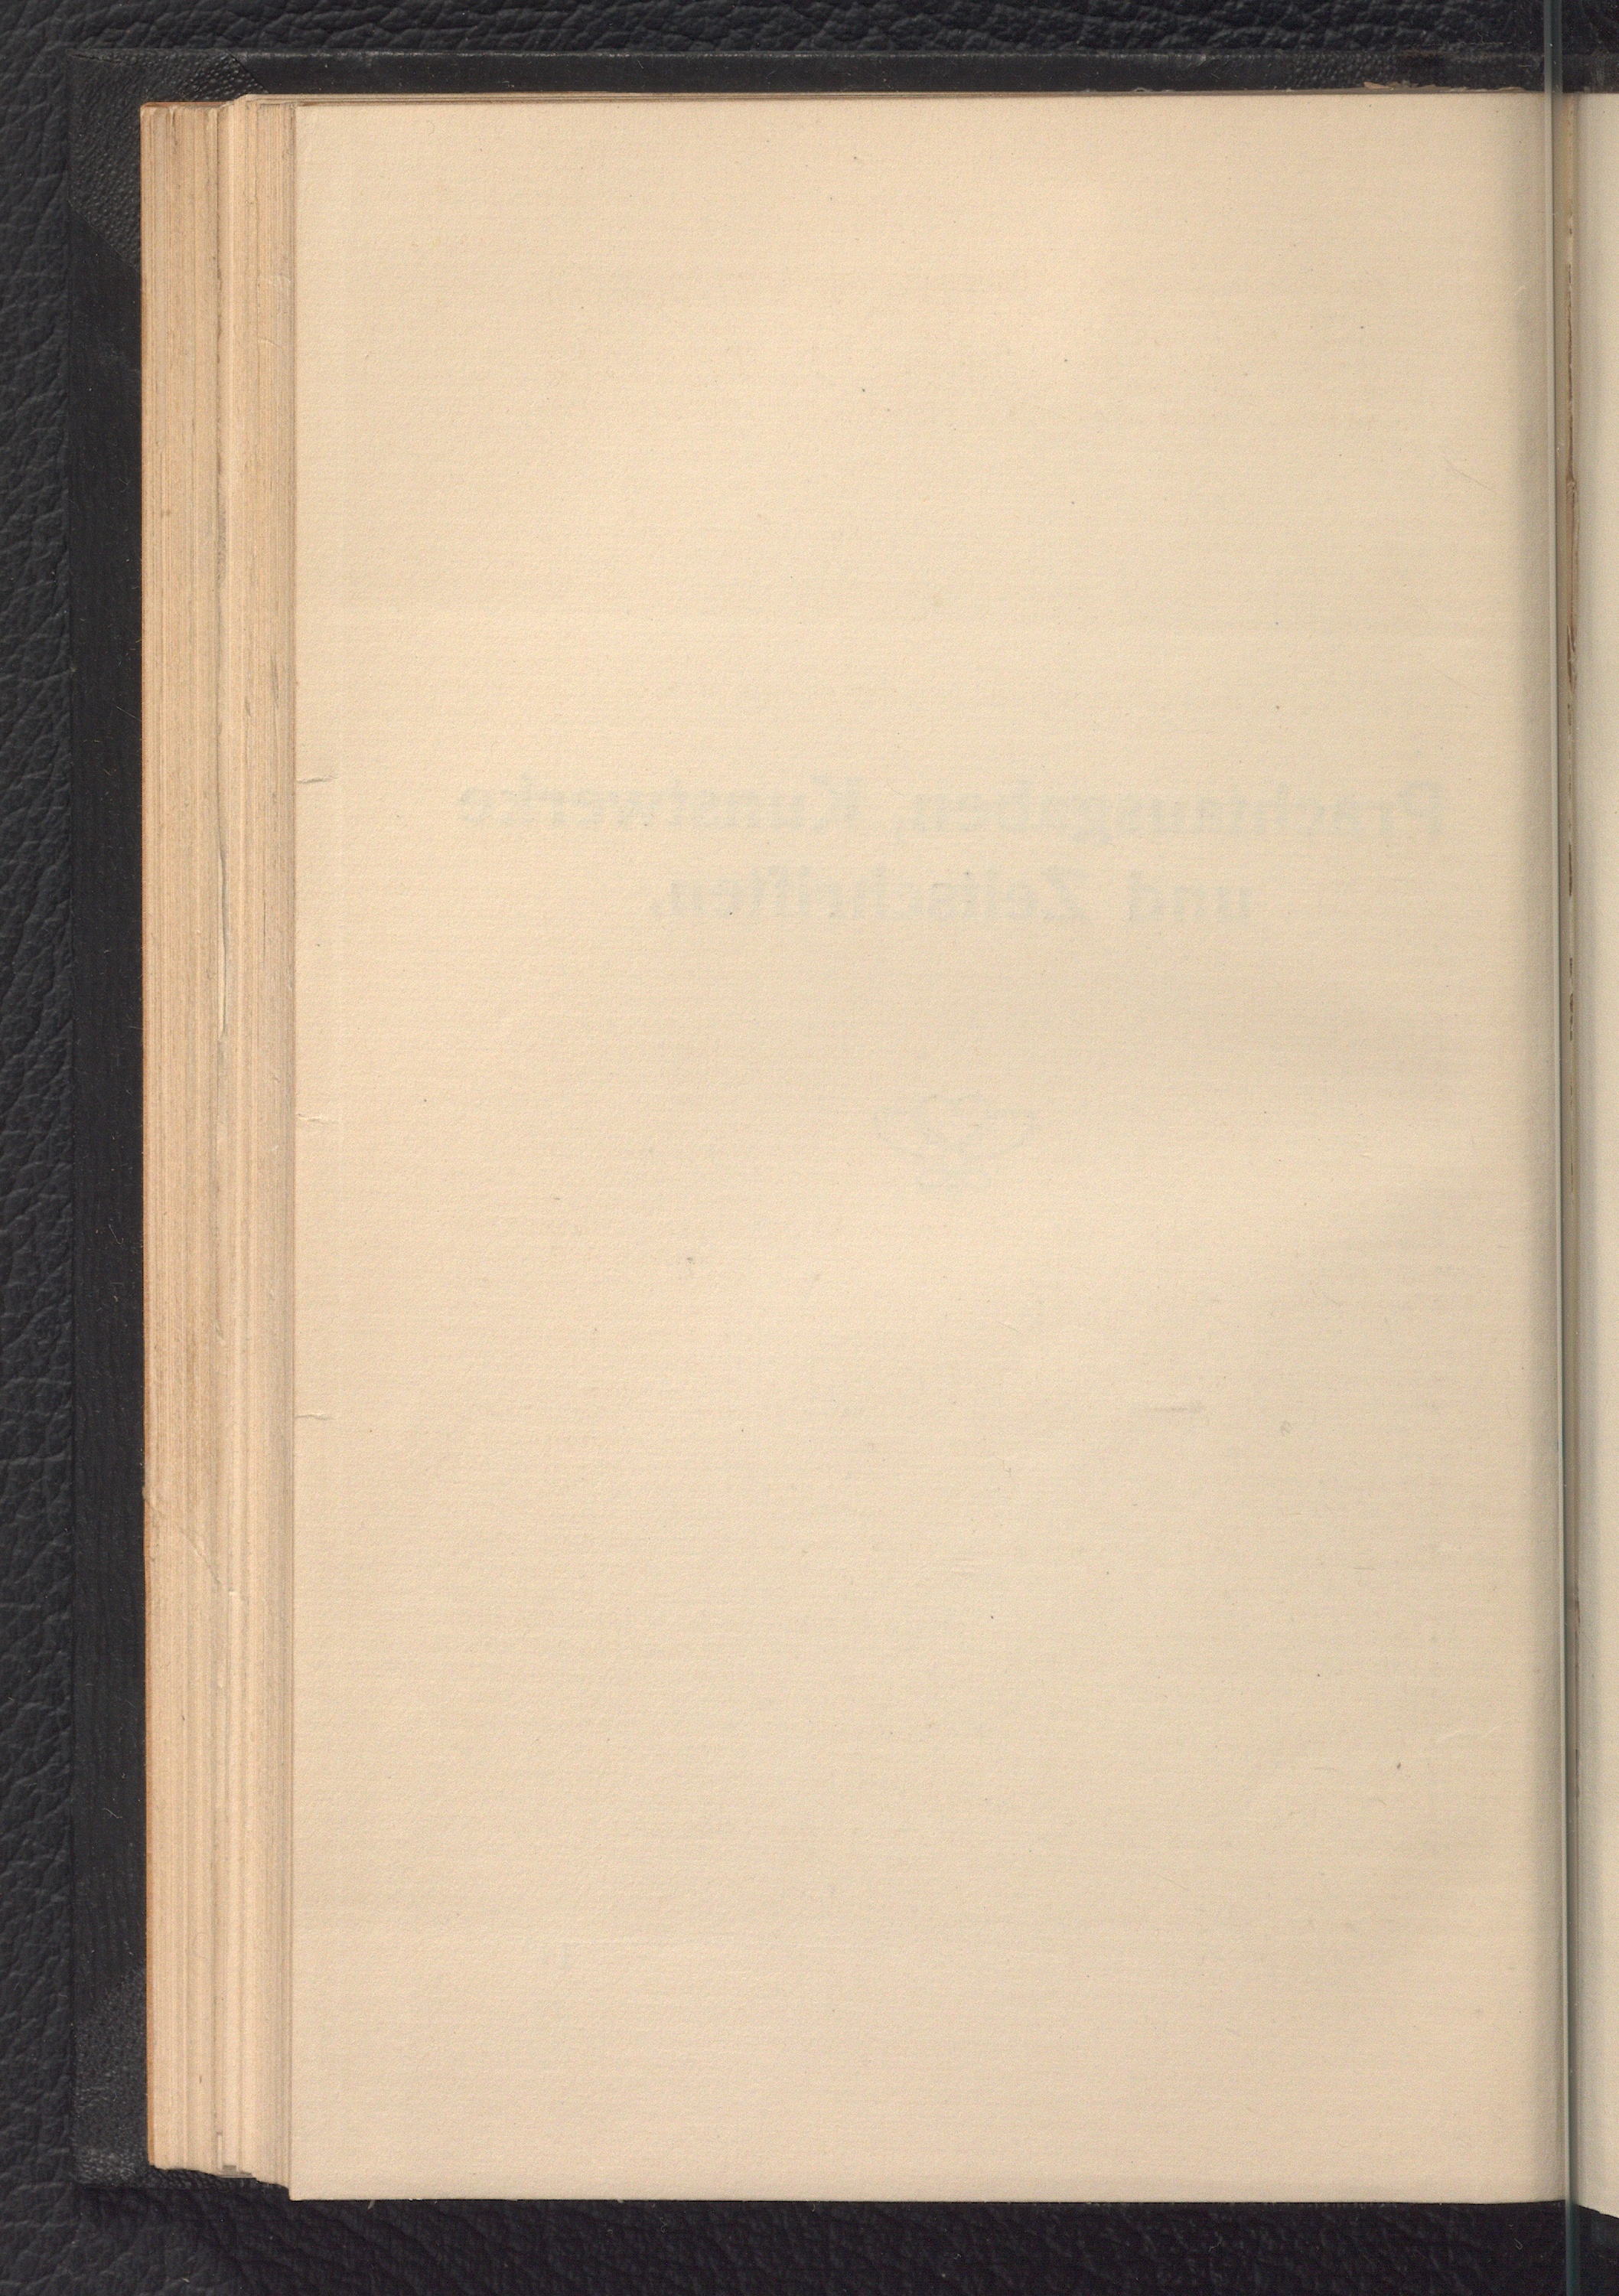 Prachtausgaben, Kunstwerke
und Zeitschriften.